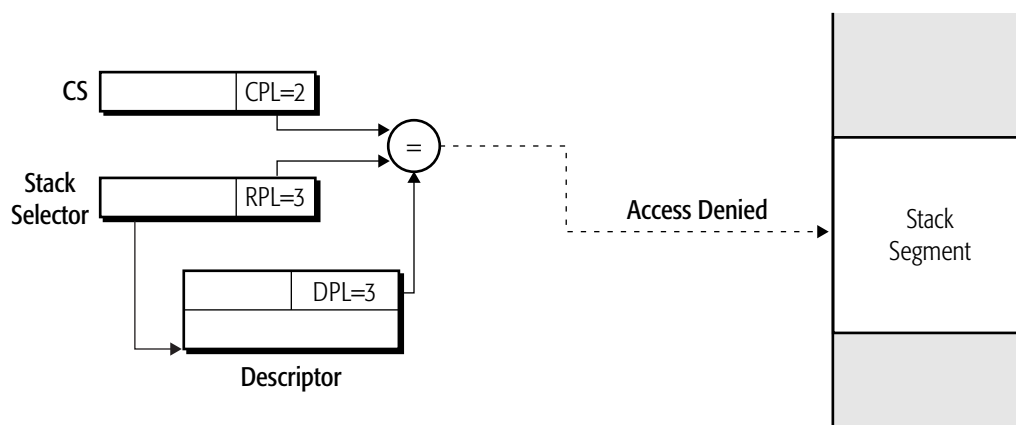 CS
CPL=2
=
Stack
Selector
RPL=3
Access Denied
Stack
Segment
DPL=3
Descriptor